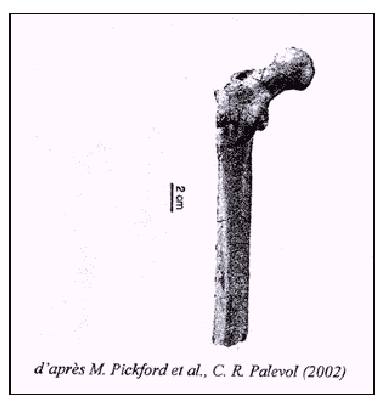 2 cm
d'après M. Pickford et al., C. R. Palevol (2002)